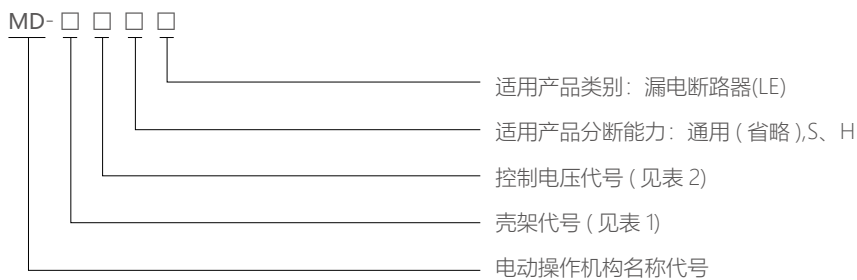 MD-□ □ □ □
适用产品类别：漏电断路器(LE)
适用产品分断能力：通用 ( 省略 ),S、H
控制电压代号 ( 见表 2)
壳架代号 ( 见表 1)
电动操作机构名称代号